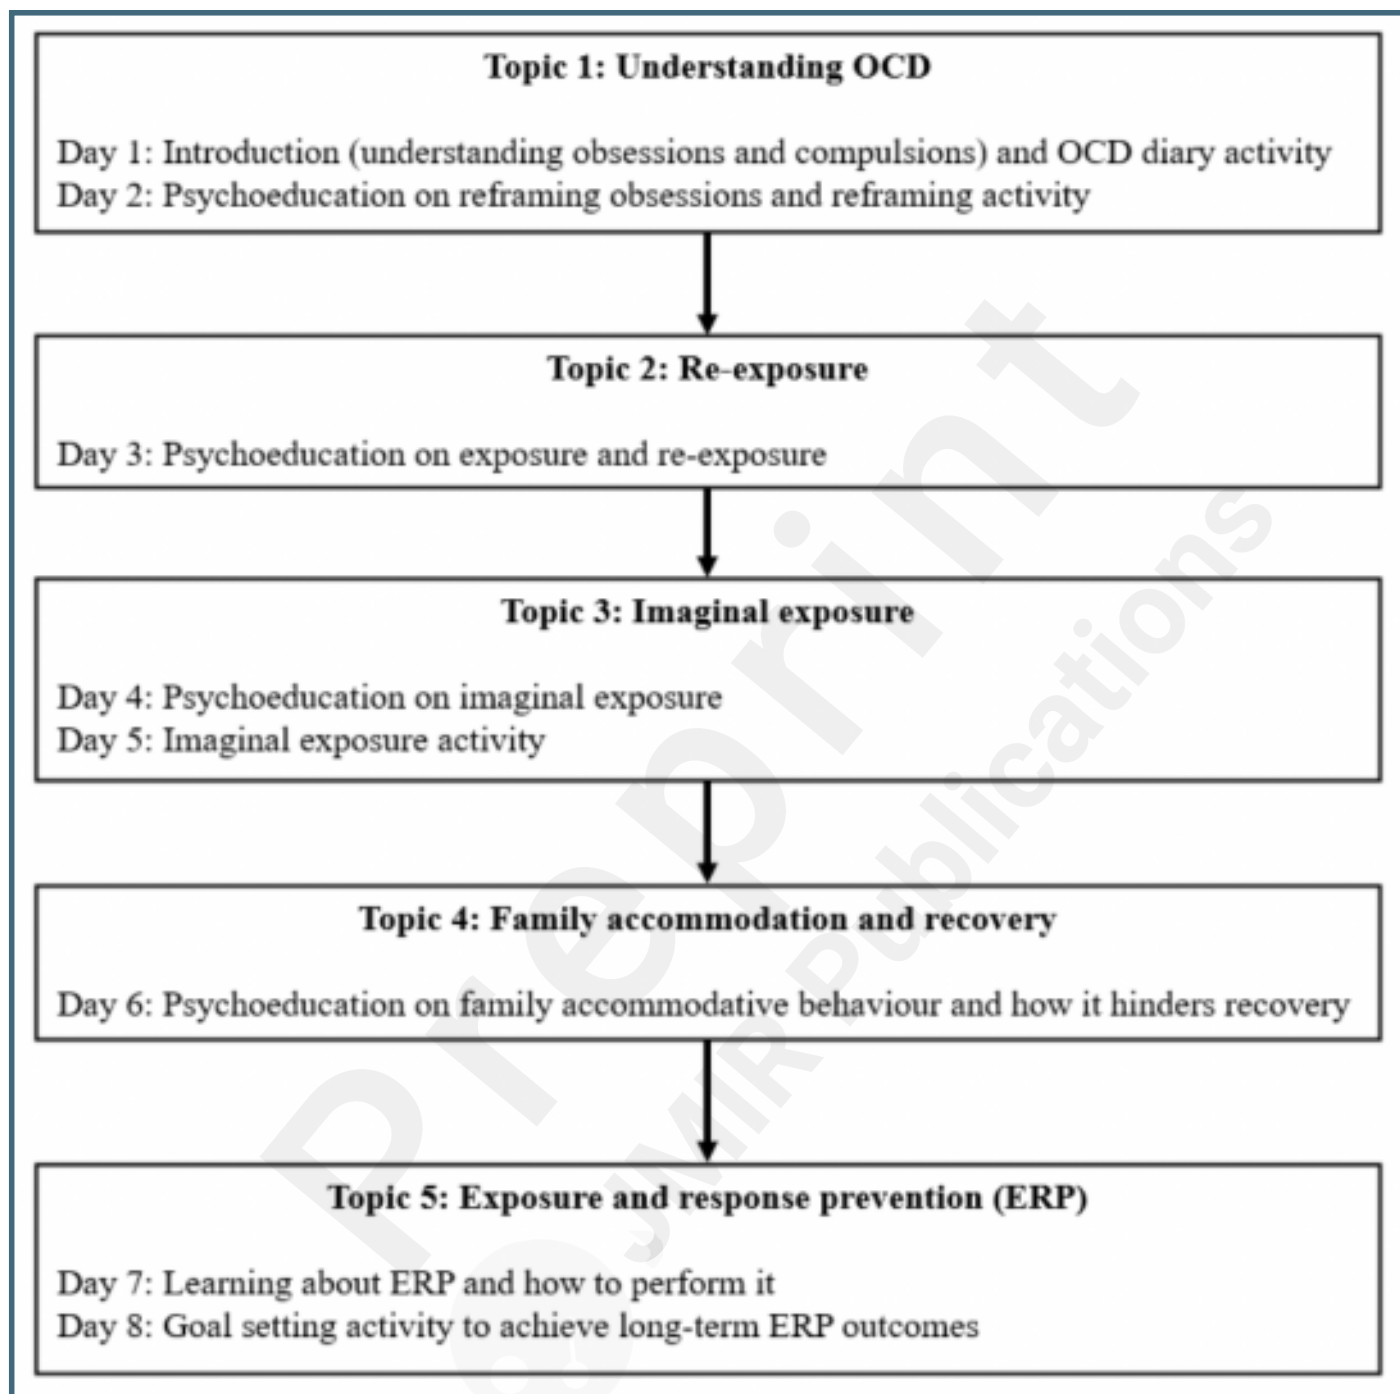 Topic 1: Understanding OCD
Day 1: Introduction (understanding obsessions and compulsions) and OCD diary activity
Day 2: Psychoeducation on reframing obsessions and reframing activity
Topic 2: Re-exposure
Day 3: Psychoeducation on exposure and re-exposure
Topic 3: Imaginal exposure
Day 4: Psychoeducation on imaginal exposure
Day 5: Imaginal exposure activity
Topic 4: Family accommodation and recovery
Day 6: Psychoeducation on family accommodative behaviour and how it hinders recovery
Topic 5: Exposure and response prevention (ERP)
Day 7: Learning about ERP and how to perform it
Day 8: Goal setting activity to achieve long-term ERP outcomes
Preprint
JMIR Publications